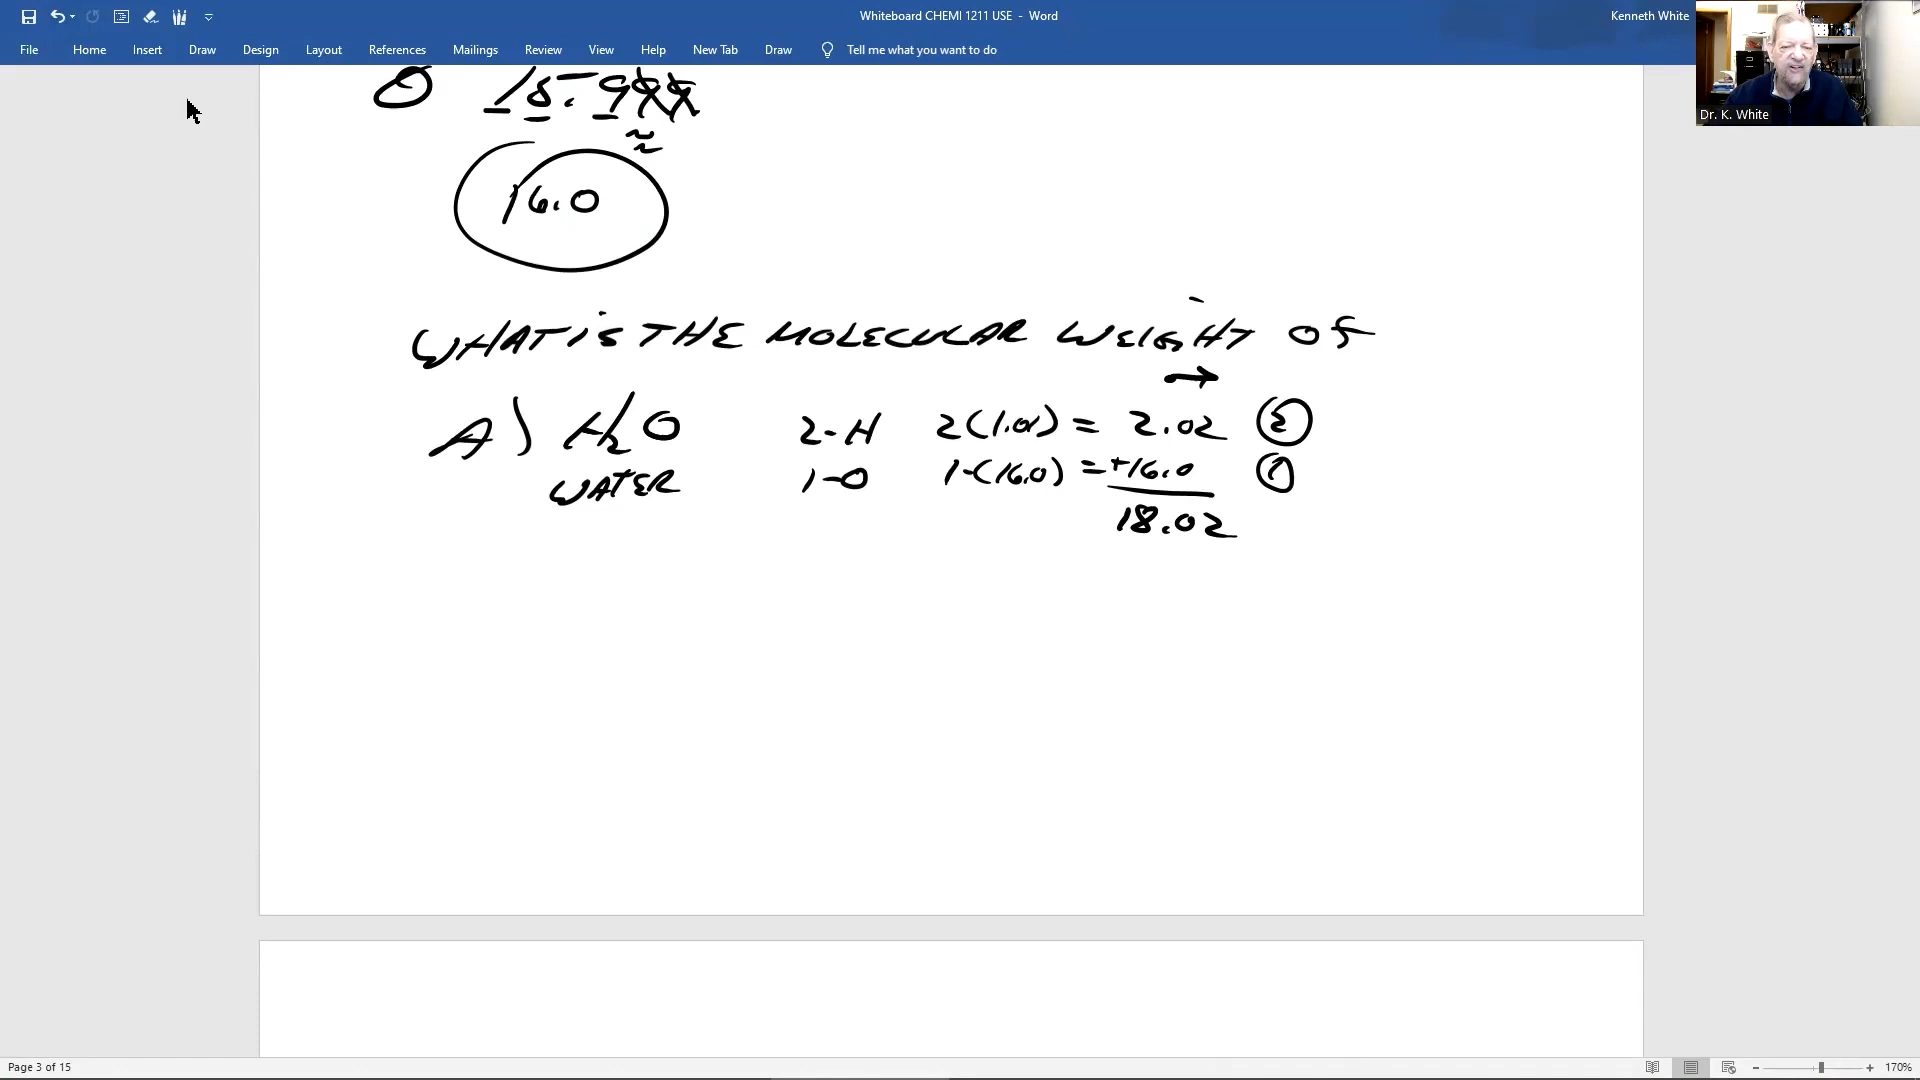 Whiteboard CHEMI 1211 USE - Word
Kenneth White
File Home Insert Draw Design Layout References Mailings Review View Help New Tab Draw Tell me what you want to do
Dr. K. White
O 15.999
≈
16.0
WHAT IS THE MOLECULAR WEIGHT OF
→
A) H2O 2-H 2(1.01) = 2.02 2
WATER 1-O 1-(16.0) = +16.0 1
18.02
Page 3 of 15
170%